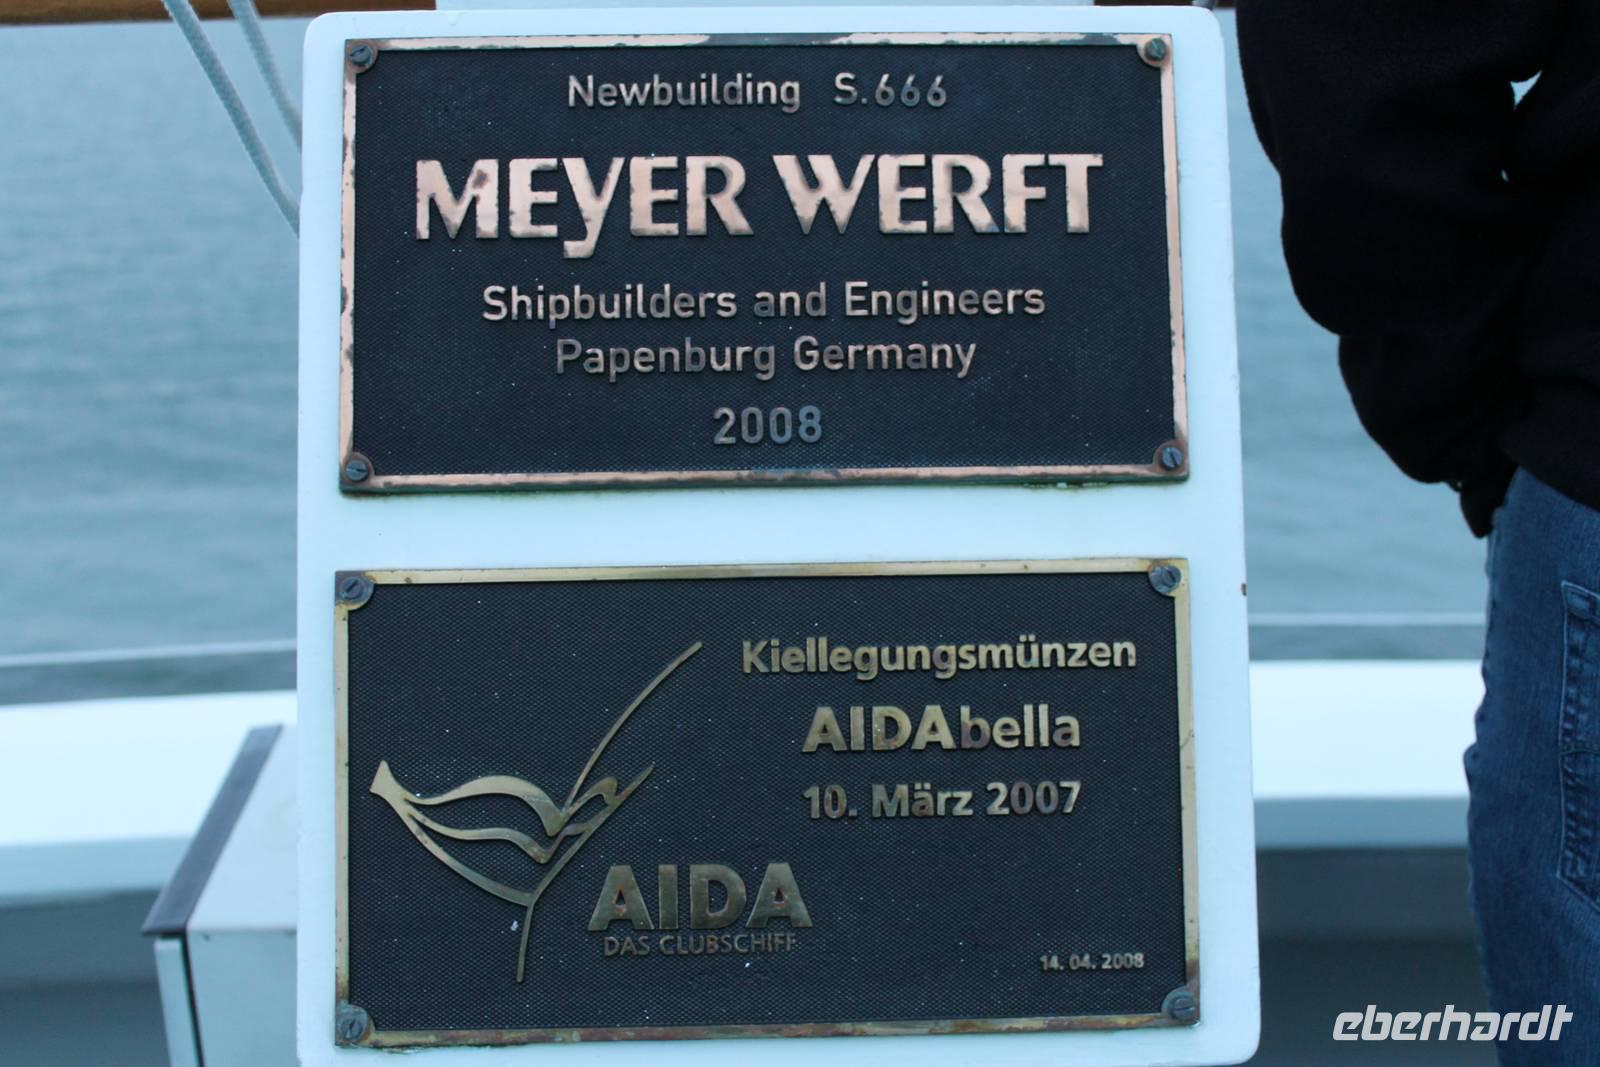 Newbuilding S.666
MEYER WERFT
Shipbuilders and Engineers
Papenburg Germany
2008
Kiellegungsmünzen
AIDAbella
10. März 2007
AIDA
DAS CLUBSCHIFF
14.04.2008
eberhardt